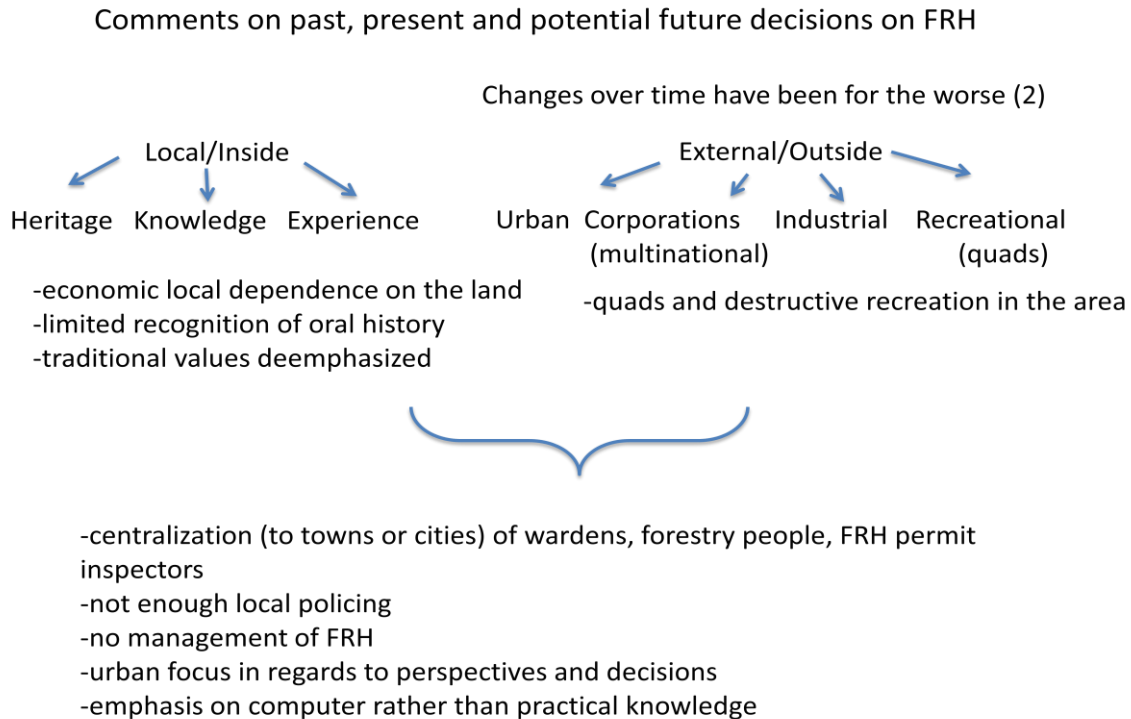 Comments on past, present and potential future decisions on FRH
Changes over time have been for the worse (2)
Local/Inside
Heritage Knowledge Experience
-economic local dependence on the land
-limited recognition of oral history
-traditional values deemphasized
External/Outside
Urban Corporations Industrial Recreational
(multinational) (quads)
-quads and destructive recreation in the area
-centralization (to towns or cities) of wardens, forestry people, FRH permit
inspectors
-not enough local policing
-no management of FRH
-urban focus in regards to perspectives and decisions
-emphasis on computer rather than practical knowledge